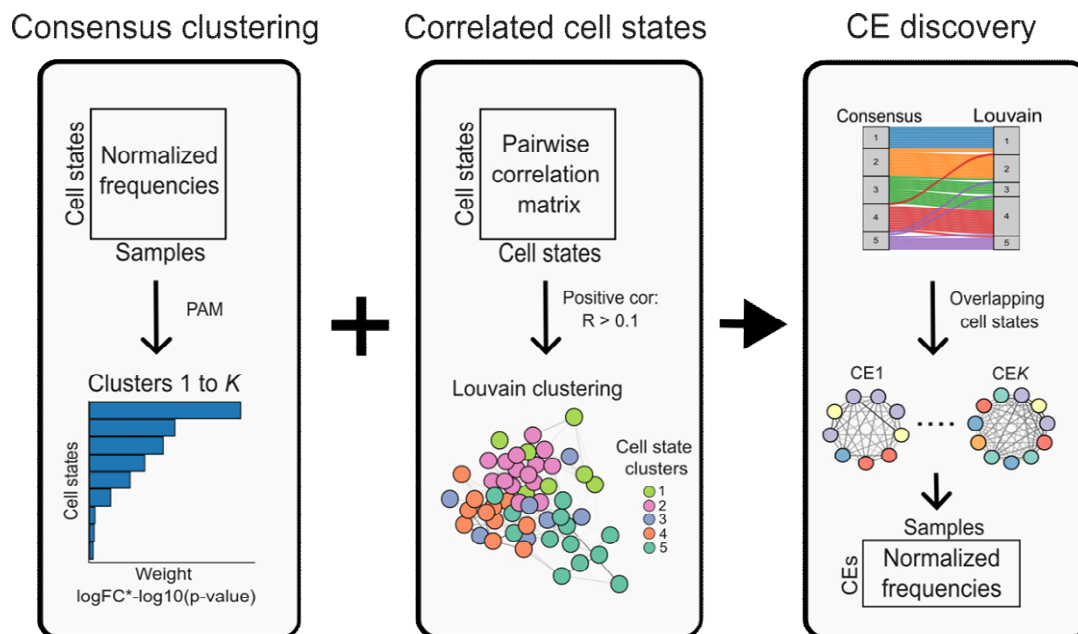 Consensus clustering
Cell states
Normalized
frequencies
Samples
PAM
Clusters 1 to K
Cell states
Weight
logFC*-log10(p-value)
Correlated cell states
Cell states
Pairwise
correlation
matrix
Cell states
Positive cor:
R > 0.1
Louvain clustering
Cell state
clusters
1
2
3
4
5
CE discovery
Consensus
Louvain
1
2
3
4
5
1
2
3
4
5
Overlapping
cell states
CE1
CEK
Samples
CEs
Normalized
frequencies